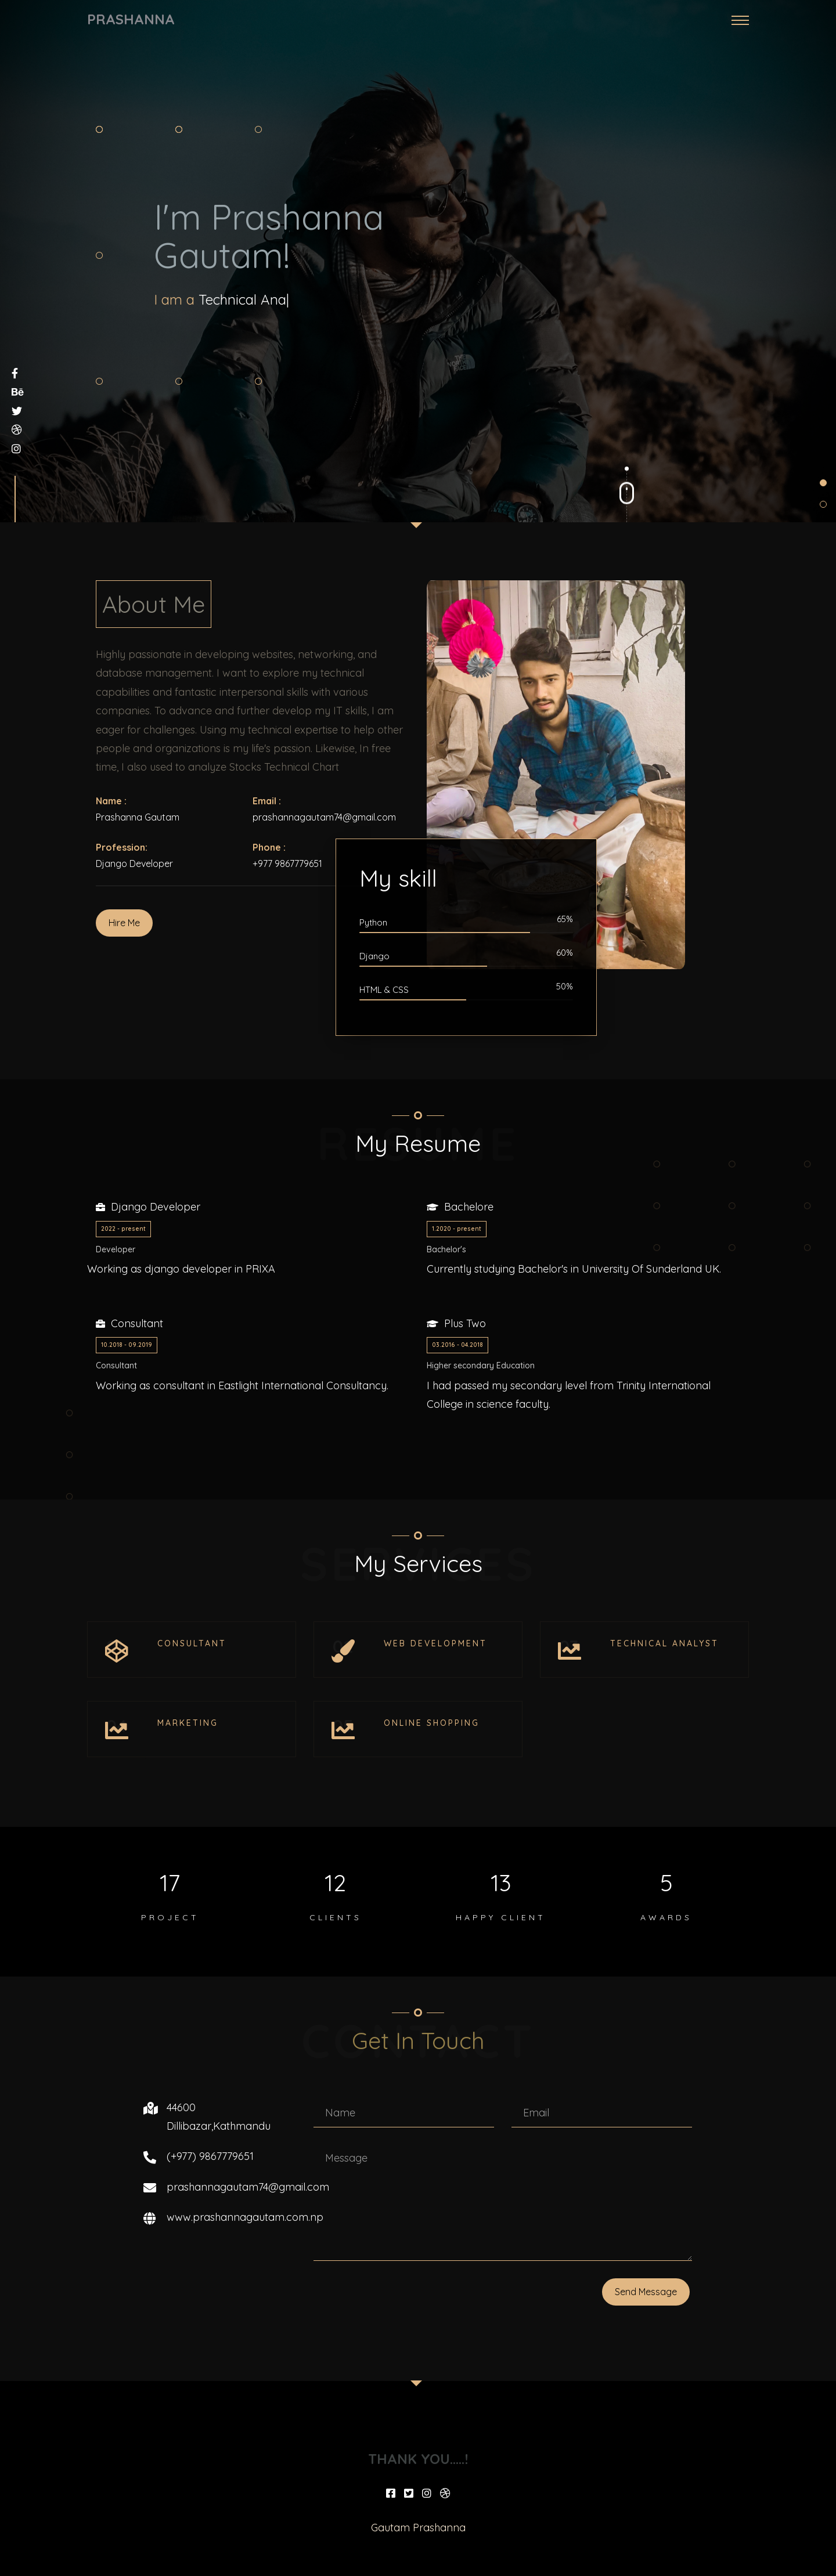 PRASHANNA
I'm Prashanna
Gautam!
I am a Technical Ana|
About Me
Highly passionate in developing websites, networking, and
database management. I want to explore my technical
capabilities and fantastic interpersonal skills with various
companies. To advance and further develop my IT skills, I am
eager for challenges. Using my technical expertise to help other
people and organizations is my life's passion. Likewise, In free
time, I also used to analyze Stocks Technical Chart
Name :
Prashanna Gautam
Email :
prashannagautam74@gmail.com
Profession:
Django Developer
Phone :
+977 9867779651
Hire Me
My skill
Python 65%
Django 60%
HTML & CSS 50%
RESUME
My Resume
Django Developer
2022 - present
Developer
Working as django developer in PRIXA
Bachelore
1.2020 - present
Bachelor's
Currently studying Bachelor's in University Of Sunderland UK.
Consultant
10.2018 - 09.2019
Consultant
Working as consultant in Eastlight International Consultancy.
Plus Two
03.2016 - 04.2018
Higher secondary Education
I had passed my secondary level from Trinity International
College in science faculty.
SERVICES
My Services
CONSULTANT
WEB DEVELOPMENT
TECHNICAL ANALYST
MARKETING
ONLINE SHOPPING
17
PROJECT
12
CLIENTS
13
HAPPY CLIENT
5
AWARDS
CONTACT
Get In Touch
44600
Dillibazar,Kathmandu
(+977) 9867779651
prashannagautam74@gmail.com
www.prashannagautam.com.np
Name
Email
Message
Send Message
THANK YOU.....!
Gautam Prashanna